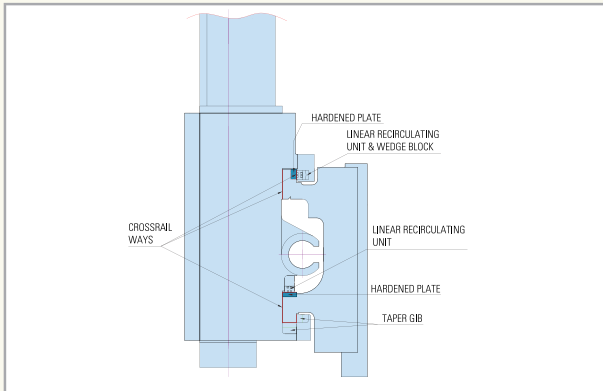 HARDENED PLATE
LINEAR RECIRCULATING
UNIT & WEDGE BLOCK
CROSSRAIL
WAYS
LINEAR RECIRCULATING
UNIT
HARDENED PLATE
TAPER GIB